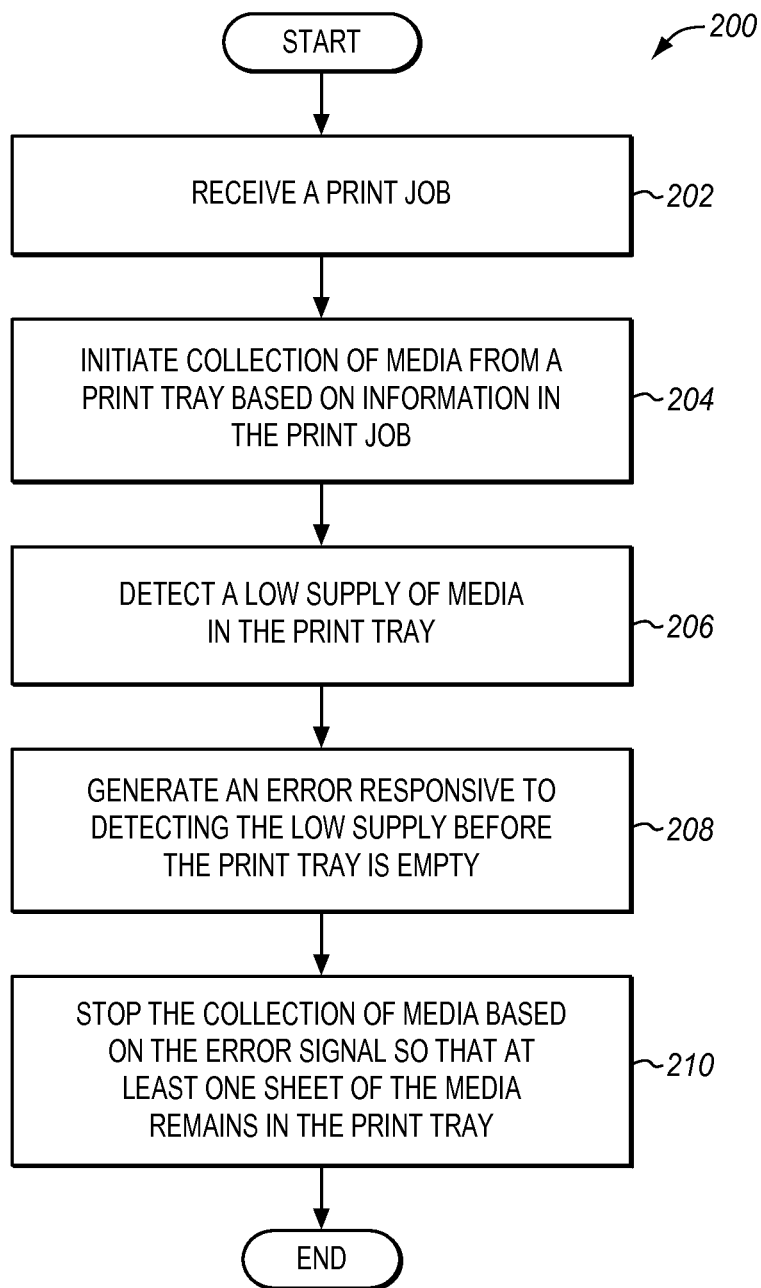 START
200
RECEIVE A PRINT JOB
202
INITIATE COLLECTION OF MEDIA FROM A
PRINT TRAY BASED ON INFORMATION IN
THE PRINT JOB
204
DETECT A LOW SUPPLY OF MEDIA
IN THE PRINT TRAY
206
GENERATE AN ERROR RESPONSIVE TO
DETECTING THE LOW SUPPLY BEFORE
THE PRINT TRAY IS EMPTY
208
STOP THE COLLECTION OF MEDIA BASED
ON THE ERROR SIGNAL SO THAT AT
LEAST ONE SHEET OF THE MEDIA
REMAINS IN THE PRINT TRAY
210
END